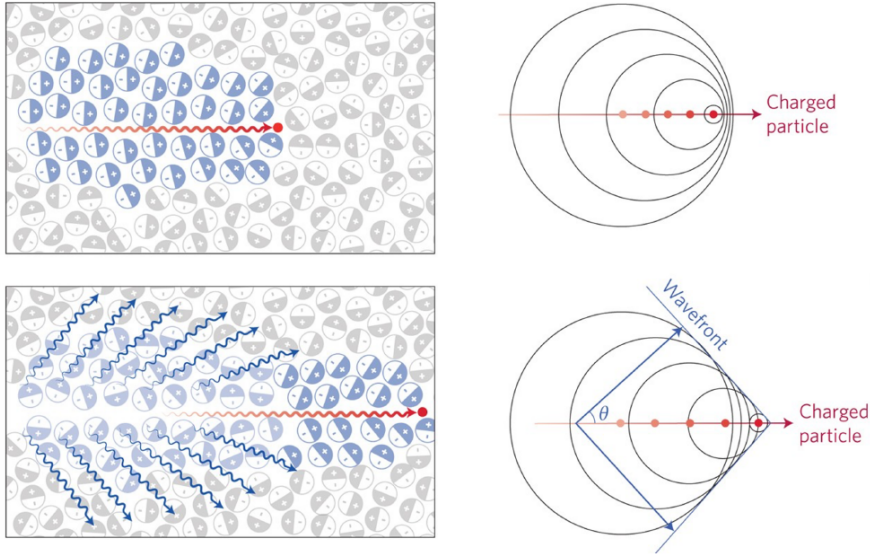 Charged
particle
Wavefront
θ
Charged
particle